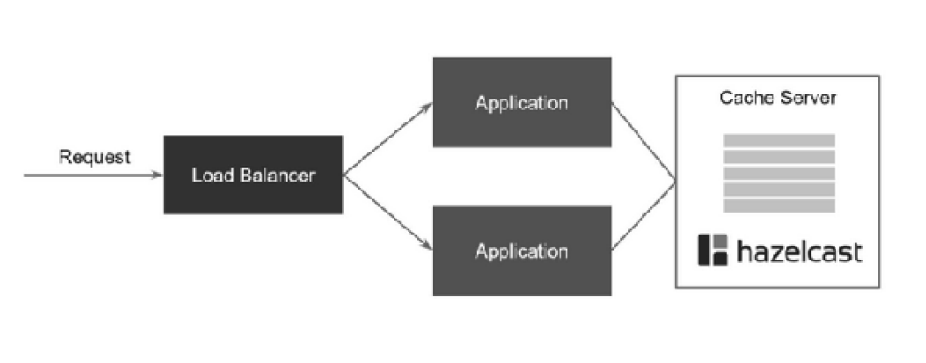 Request
Load Balancer
Application
Application
Cache Server
hazelcast